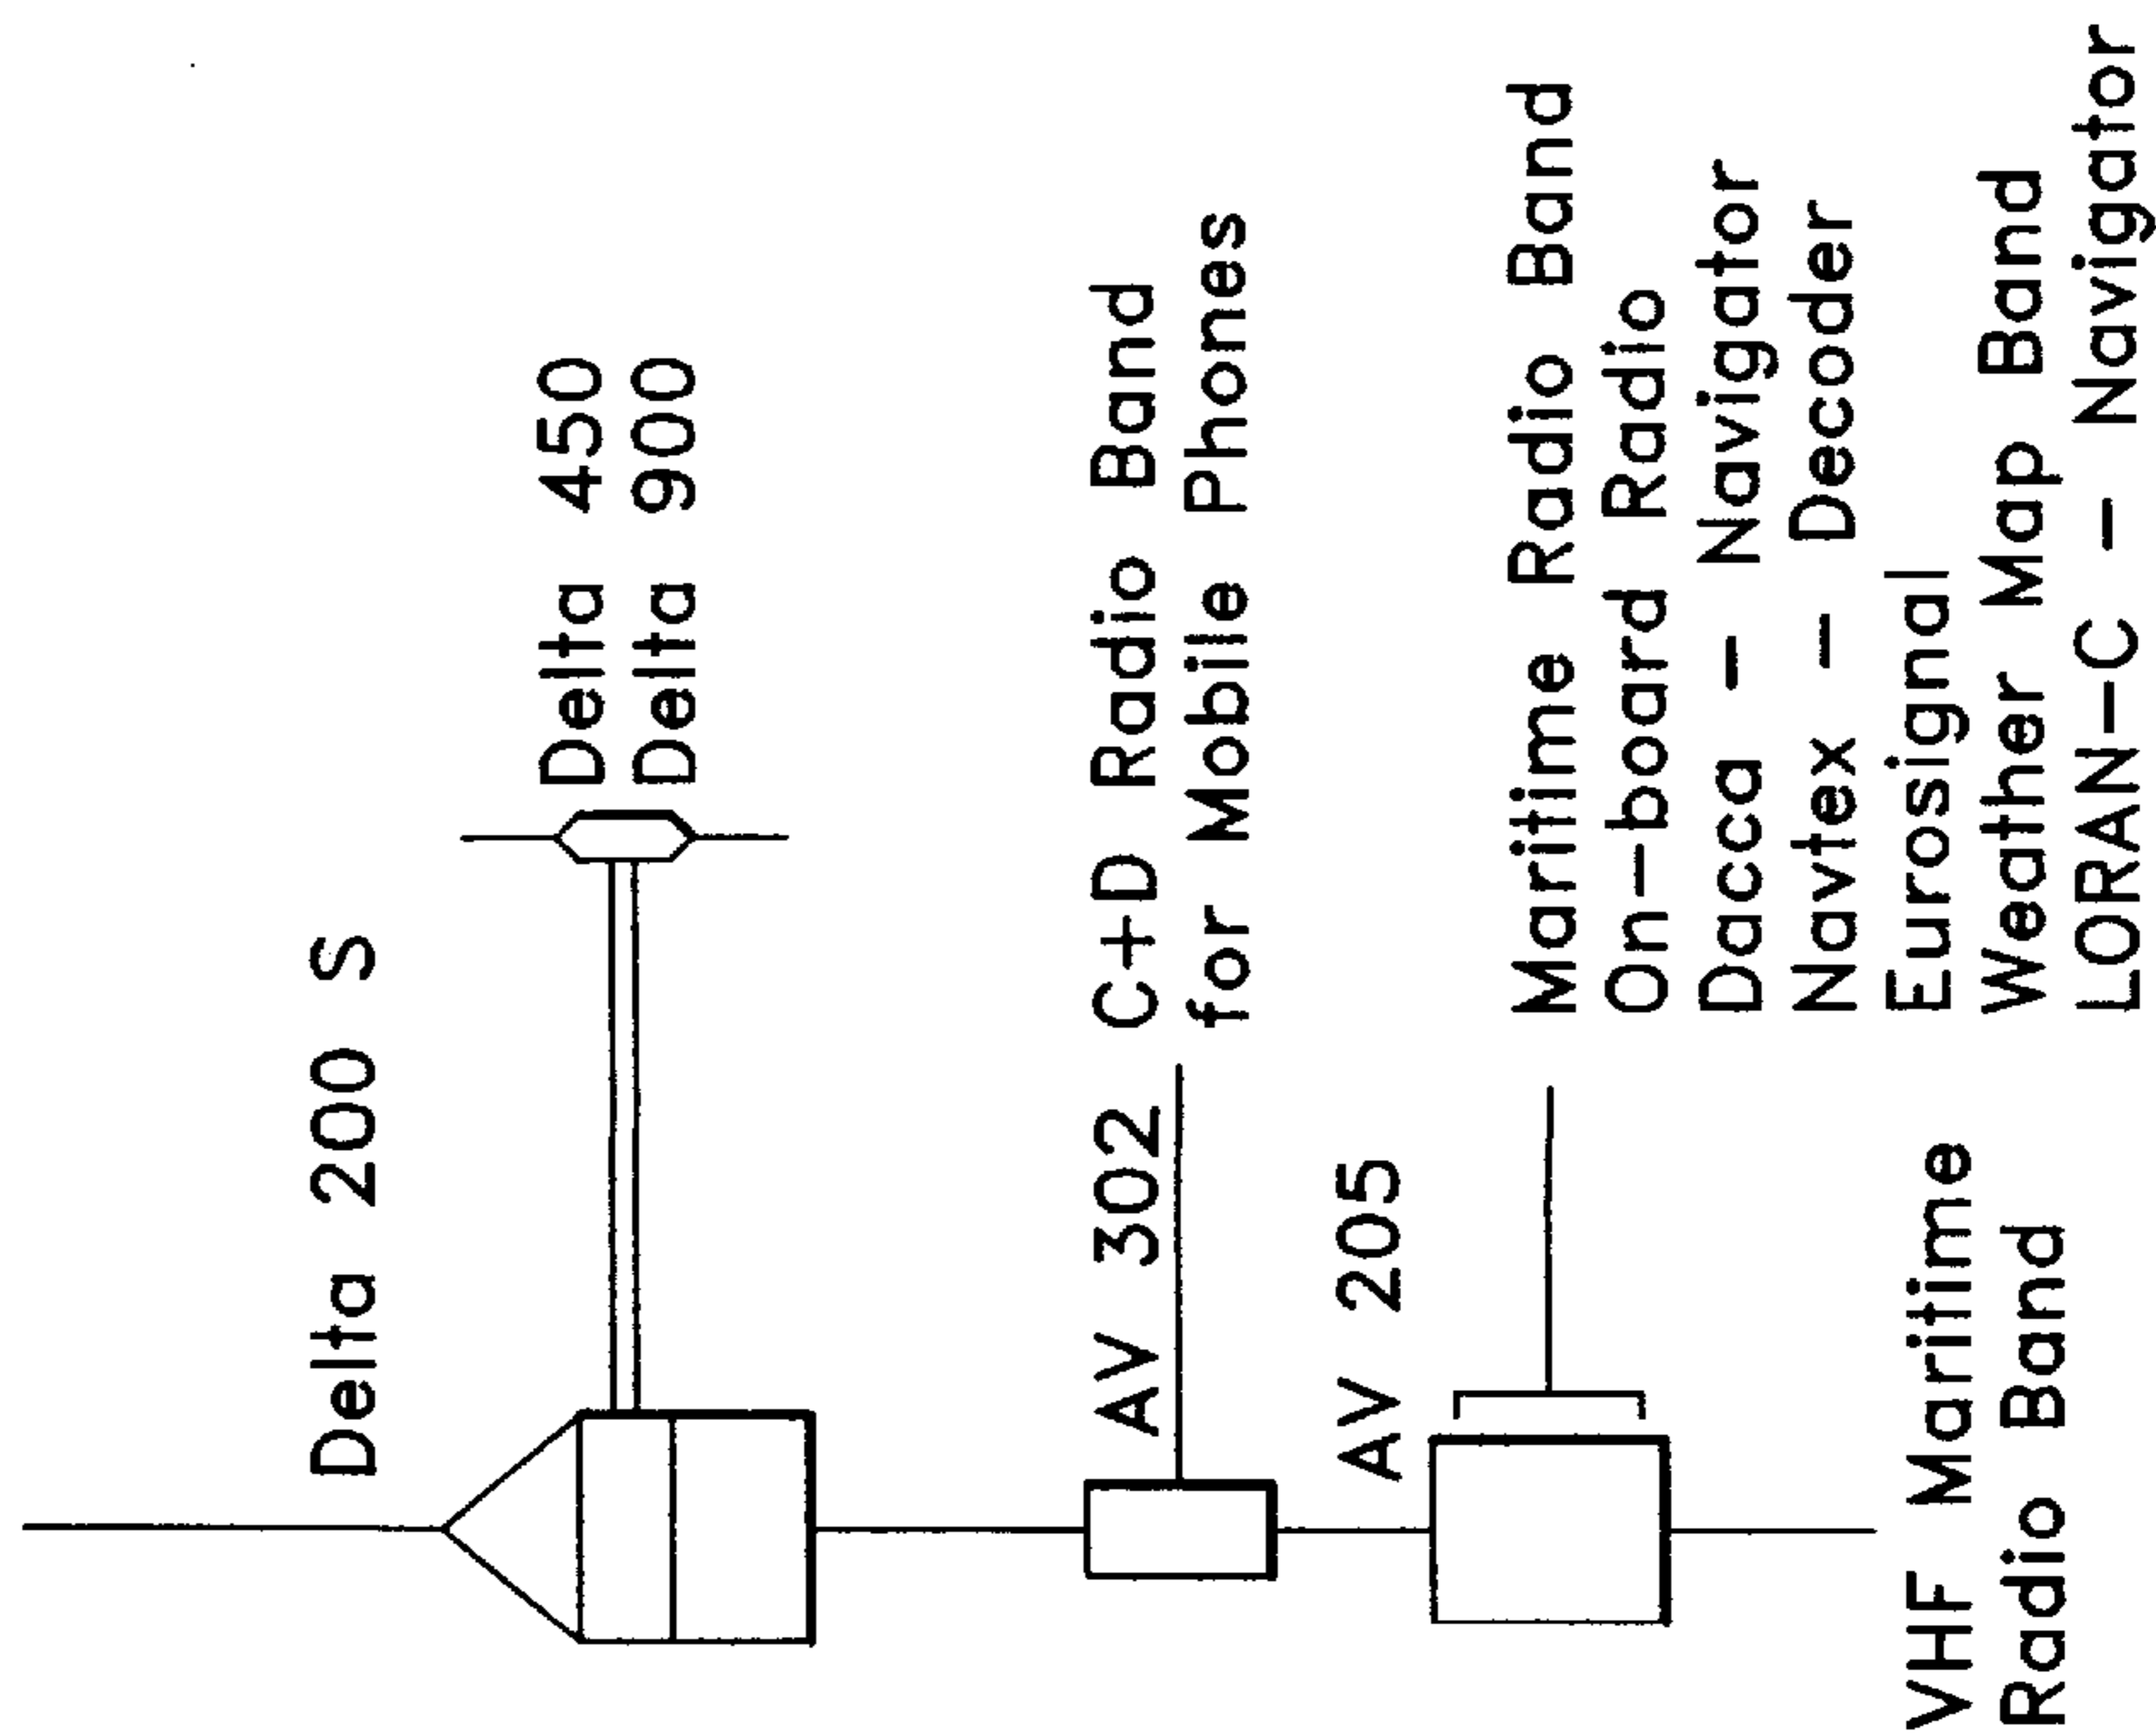 Delta 200 S
Delta 450
Delta 900
AV 302
C+D Radio Band
for Mobile Phones
AV 205
Maritime Radio Band
On-board Radio
Dacca - Navigator
Navtex - Decoder
Eurosignal
Weather Map Band
LORAN-C - Navigator
VHF Maritime
Radio Band